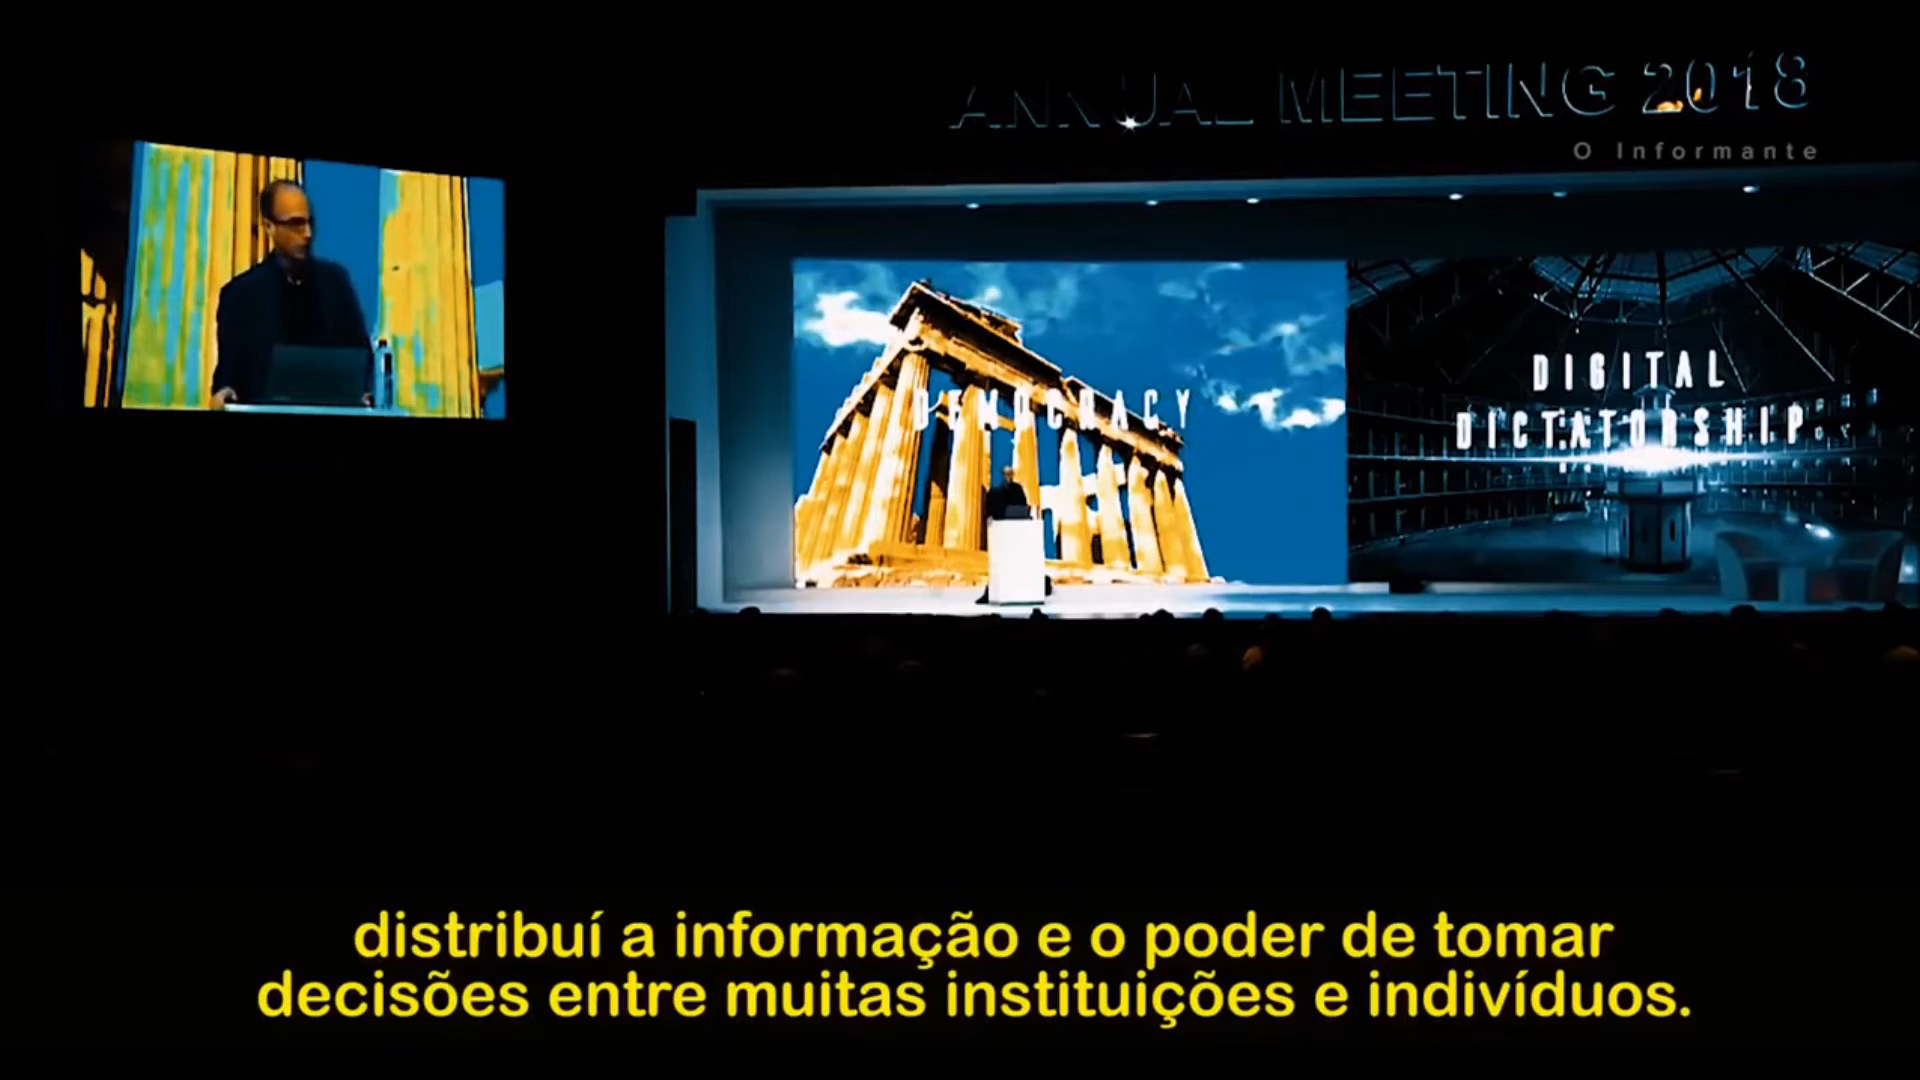 ANNUAL MEETING 2018
O Informante
DEMOCRACY
DIGITAL
DICTATORSHIP
distribuí a informação e o poder de tomar
decisões entre muitas instituições e indivíduos.